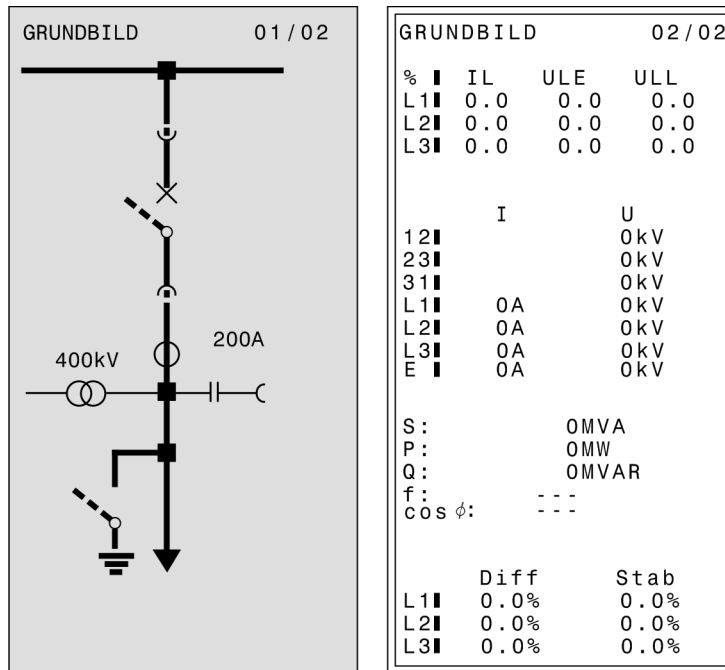 GRUNDBILD 01/02
200A
400kV
GRUNDBILD 02/02
% IL ULE ULL
L1 0.0 0.0 0.0
L2 0.0 0.0 0.0
L3 0.0 0.0 0.0
I U
12 0kV
23 0kV
31 0kV
L1 0A 0kV
L2 0A 0kV
L3 0A 0kV
E 0A 0kV
S: 0MVA
P: 0MW
Q: 0MVAR
f: ---
cos ϕ: ---
Diff Stab
L1 0.0% 0.0%
L2 0.0% 0.0%
L3 0.0% 0.0%